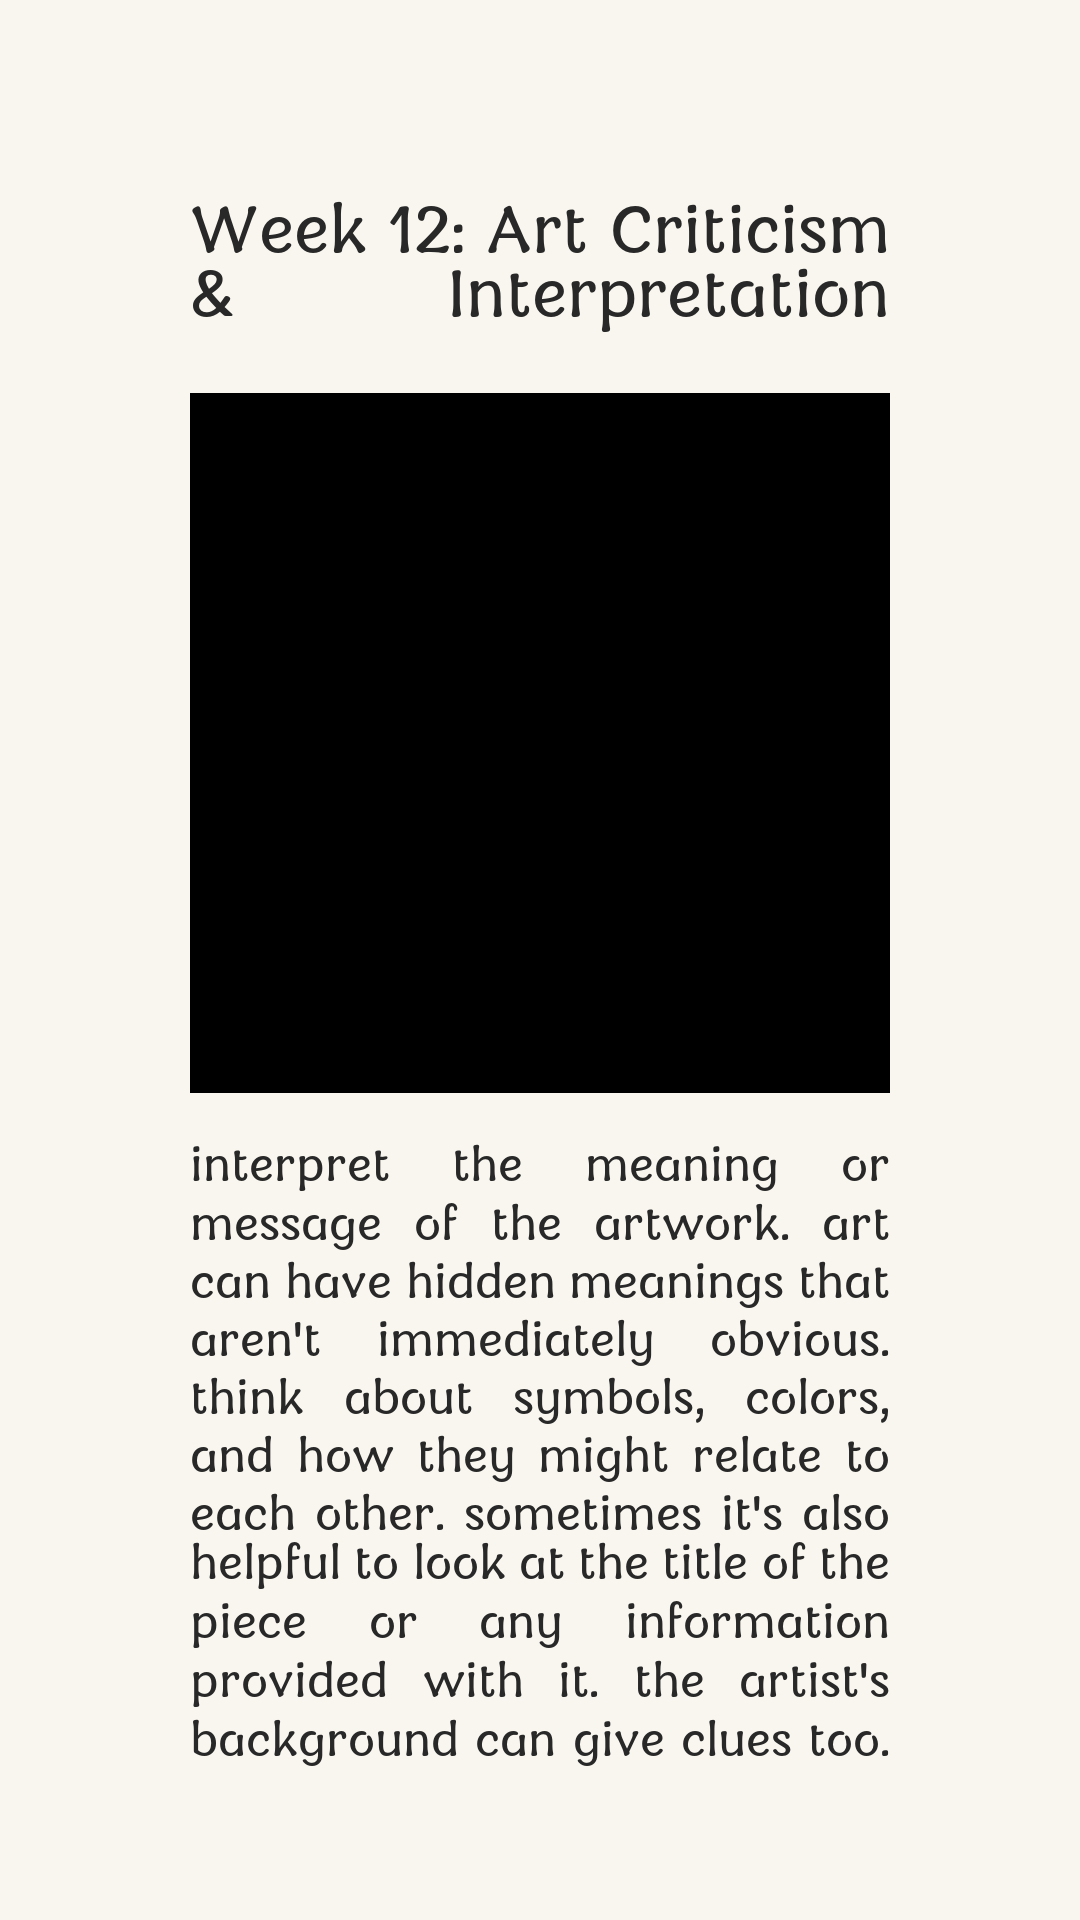 Week 12: Art Criticism
& Interpretation
interpret the meaning or
message of the artwork. art
can have hidden meanings that
aren't immediately obvious.
think about symbols, colors,
and how they might relate to
each other. sometimes it's also
helpful to look at the title of the
piece or any information
provided with it. the artist's
background can give clues too.